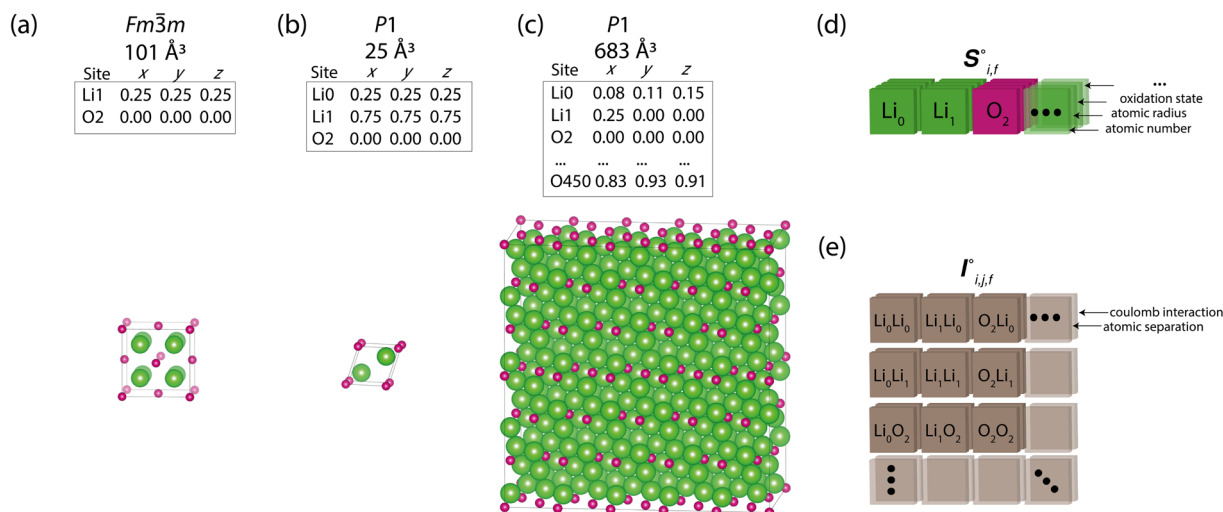 (a)
Fm3̅m
101 Å³
Site x y z
Li1 0.25 0.25 0.25
O2 0.00 0.00 0.00
(b)
P1
25 Å³
Site x y z
Li0 0.25 0.25 0.25
Li1 0.75 0.75 0.75
O2 0.00 0.00 0.00
(c)
P1
683 Å³
Site x y z
Li0 0.08 0.11 0.15
Li1 0.25 0.00 0.00
O2 0.00 0.00 0.00
... ... ... ...
O450 0.83 0.93 0.91
(d)
S°i,f
...
oxidation state
atomic radius
atomic number
Li₀ Li₁ O₂ •••
(e)
I°i,j,f
coulomb interaction
atomic separation
Li₀Li₀ Li₁Li₀ O₂Li₀ •••
Li₀Li₁ Li₁Li₁ O₂Li₁
Li₀O₂ Li₁O₂ O₂O₂